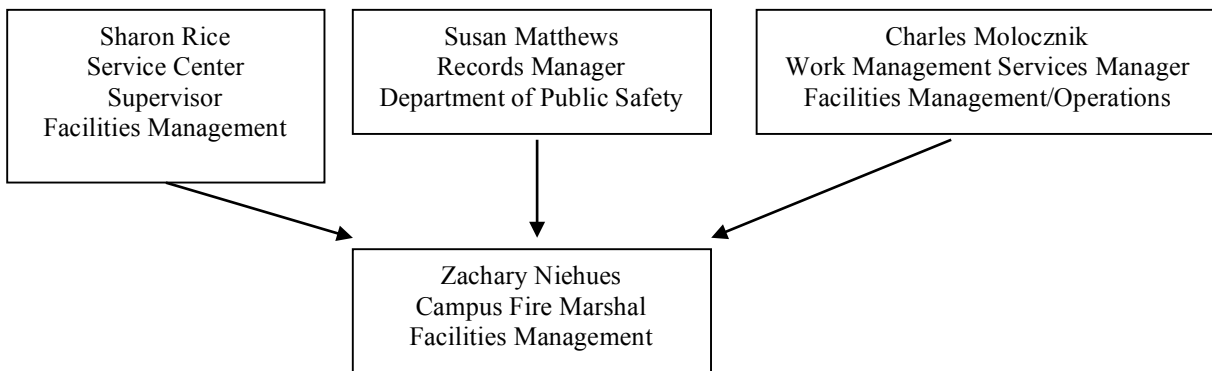 Sharon Rice
Service Center
Supervisor
Facilities Management
Susan Matthews
Records Manager
Department of Public Safety
Charles Molocznik
Work Management Services Manager
Facilities Management/Operations
Zachary Niehues
Campus Fire Marshal
Facilities Management